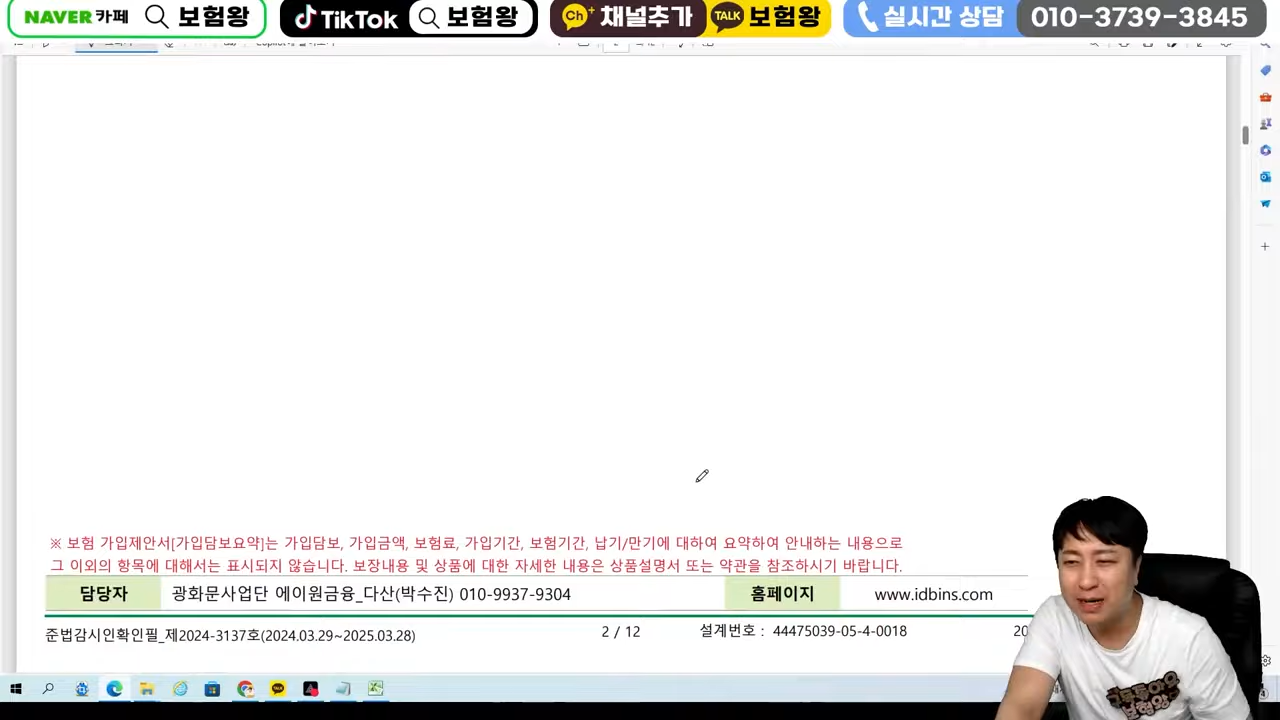 NAVER 카페 보험왕
TikTok 보험왕
Ch+ 채널추가 TALK 보험왕
실시간 상담 010-3739-3845
※ 보험 가입제안서[가입담보요약]는 가입담보, 가입금액, 보험료, 가입기간, 보험기간, 납기/만기에 대하여 요약하여 안내하는 내용으로
그 이외의 항목에 대해서는 표시되지 않습니다. 보장내용 및 상품에 대한 자세한 내용은 상품설명서 또는 약관을 참조하시기 바랍니다.
담당자 광화문사업단 에이원금융_다산(박수진) 010-9937-9304 홈페이지 www.idbins.com
준법감시인확인필_제2024-3137호(2024.03.29~2025.03.28) 2 / 12 설계번호 : 44475039-05-4-0018 20
보험왕